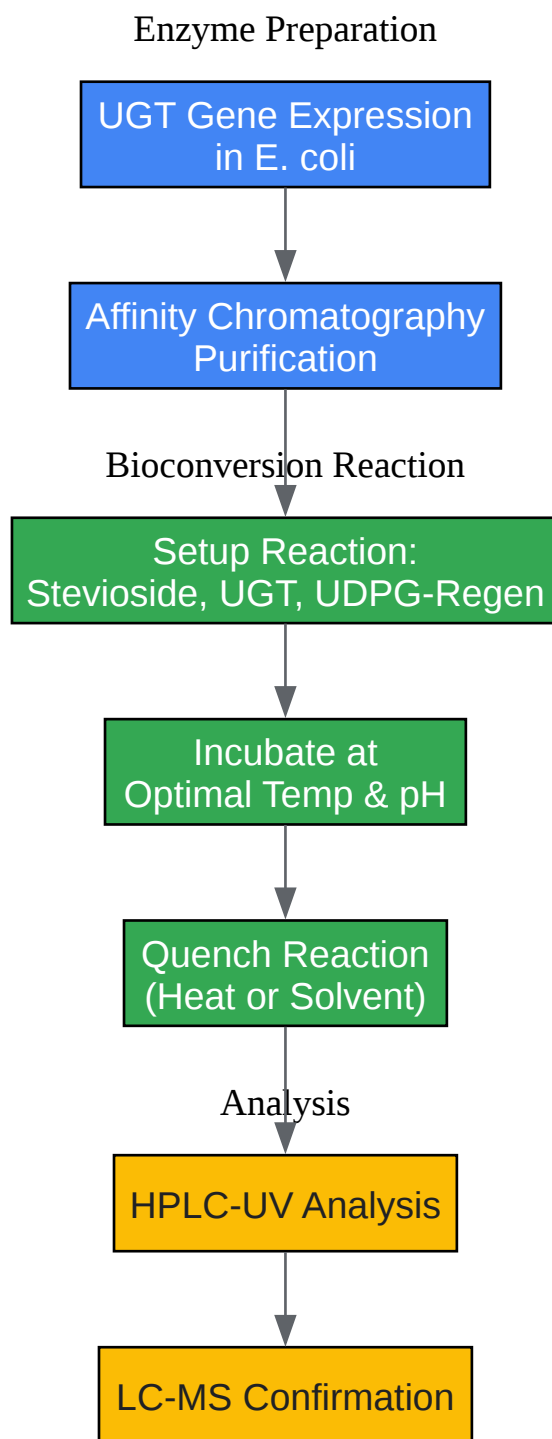 Enzyme Preparation
UGT Gene Expression
in E. coli
Affinity Chromatography
Purification
Bioconversion Reaction
Setup Reaction:
Stevioside, UGT, UDPG-Regen
Incubate at
Optimal Temp & pH
Quench Reaction
(Heat or Solvent)
Analysis
HPLC-UV Analysis
LC-MS Confirmation